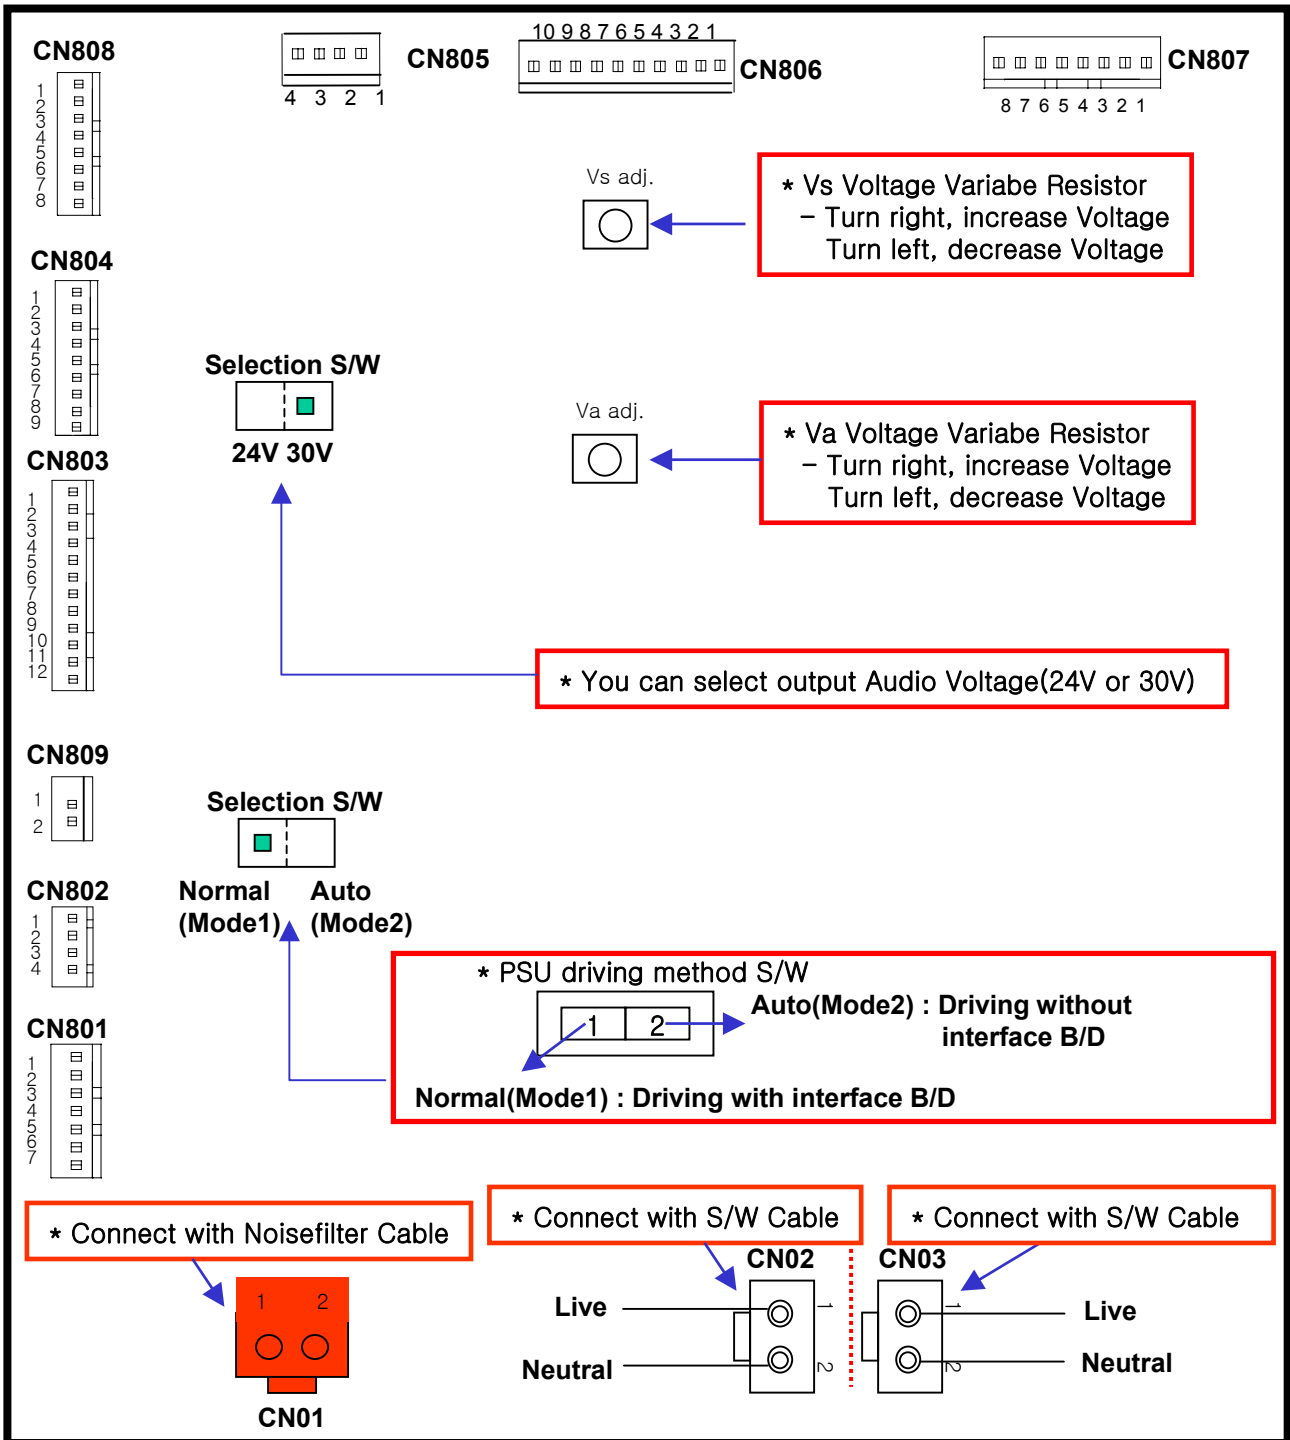 CN808
1
2
3
4
5
6
7
8
CN805
4 3 2 1
10 9 8 7 6 5 4 3 2 1
CN806
CN807
8 7 6 5 4 3 2 1
Vs adj.
* Vs Voltage Variabe Resistor
- Turn right, increase Voltage
Turn left, decrease Voltage
CN804
1
2
3
4
5
6
7
8
9
Selection S/W
24V 30V
Va adj.
* Va Voltage Variabe Resistor
- Turn right, increase Voltage
Turn left, decrease Voltage
CN803
1
2
3
4
5
6
7
8
9
10
11
12
* You can select output Audio Voltage(24V or 30V)
CN809
1
2
Selection S/W
Normal Auto
(Mode1) (Mode2)
CN802
1
2
3
4
* PSU driving method S/W
1 2
Auto(Mode2) : Driving without
interface B/D
Normal(Mode1) : Driving with interface B/D
CN801
1
2
3
4
5
6
7
* Connect with Noisefilter Cable
1 2
CN01
* Connect with S/W Cable
CN02
Live
Neutral
1
2
* Connect with S/W Cable
CN03
1
2
Live
Neutral